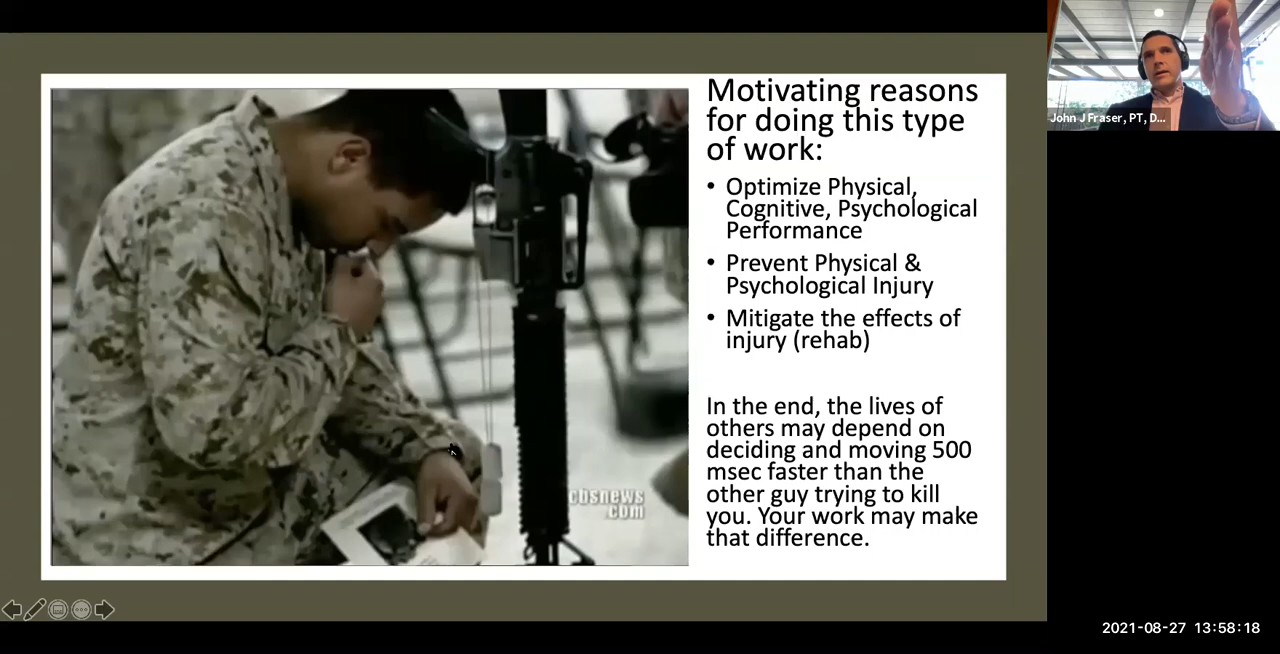 Motivating reasons
for doing this type
of work:
• Optimize Physical,
Cognitive, Psychological
Performance
• Prevent Physical &
Psychological Injury
• Mitigate the effects of
injury (rehab)
In the end, the lives of
others may depend on
deciding and moving 500
msec faster than the
other guy trying to kill
you. Your work may make
that difference.
cbsnews
.com
John J Fraser, PT, D...
2021-08-27 13:58:18